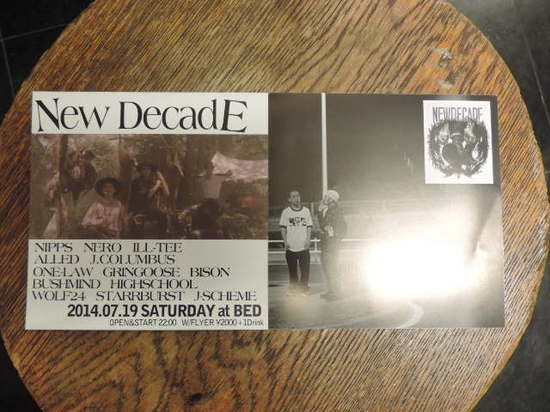 New DecadE
NIPPS NERO ILL-TEE
ALLED J.COLUMBUS
ONE-LAW GRINGOOSE BISON
BUSHMIND HIGHSCHOOL
WOLF24 STARRBURST J-SCHEME
2014.07.19 SATURDAY at BED
OPEN&START 22:00 W/FLYER ¥2000+1Drink
NEWDECADE